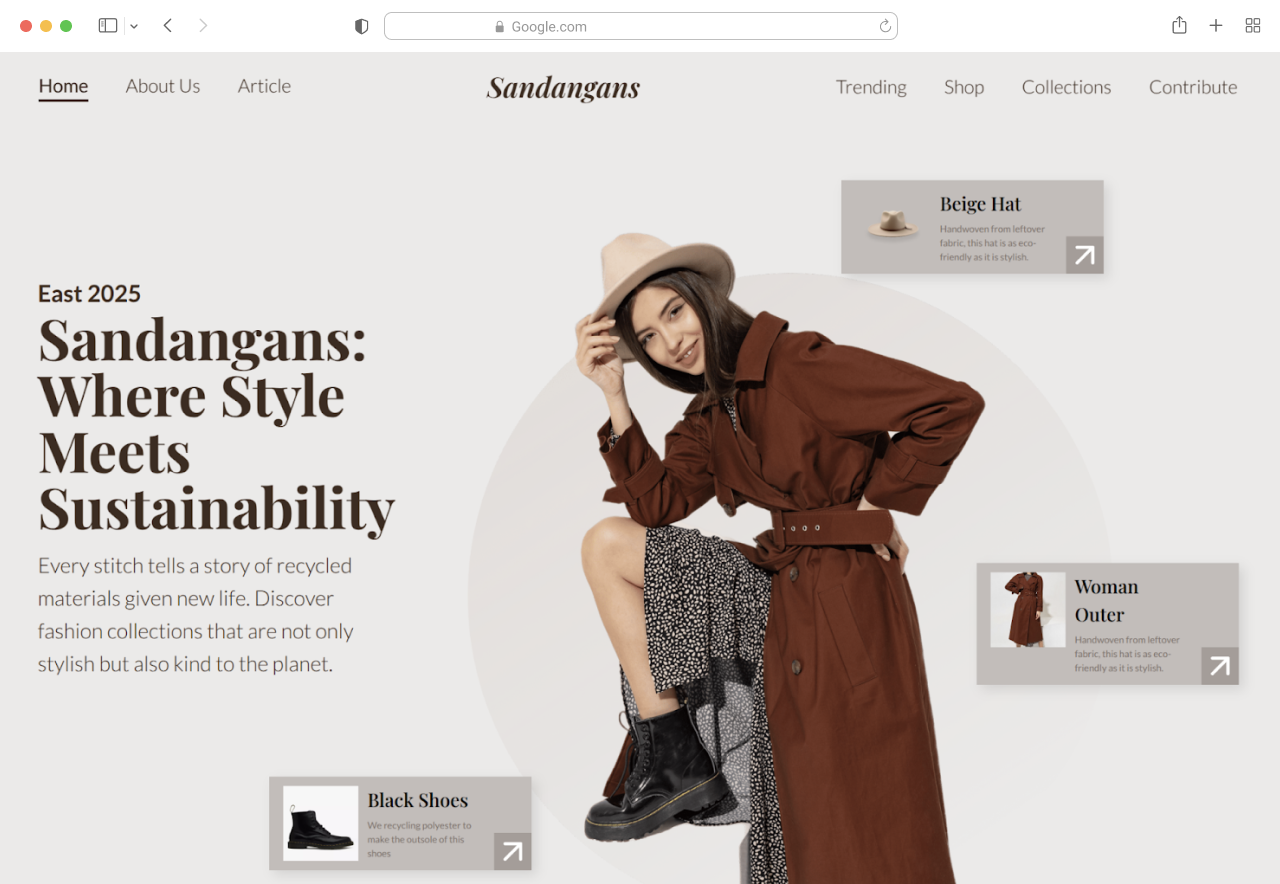 Google.com
Home About Us Article Sandangans Trending Shop Collections Contribute
Beige Hat
Handwoven from leftover
fabric, this hat is as eco-
friendly as it is stylish.
East 2025
Sandangans:
Where Style
Meets
Sustainability
Every stitch tells a story of recycled
materials given new life. Discover
fashion collections that are not only
stylish but also kind to the planet.
Woman
Outer
Handwoven from leftover
fabric, this hat is as eco-
friendly as it is stylish.
Black Shoes
We recycling polyester to
make the outsole of this
shoes